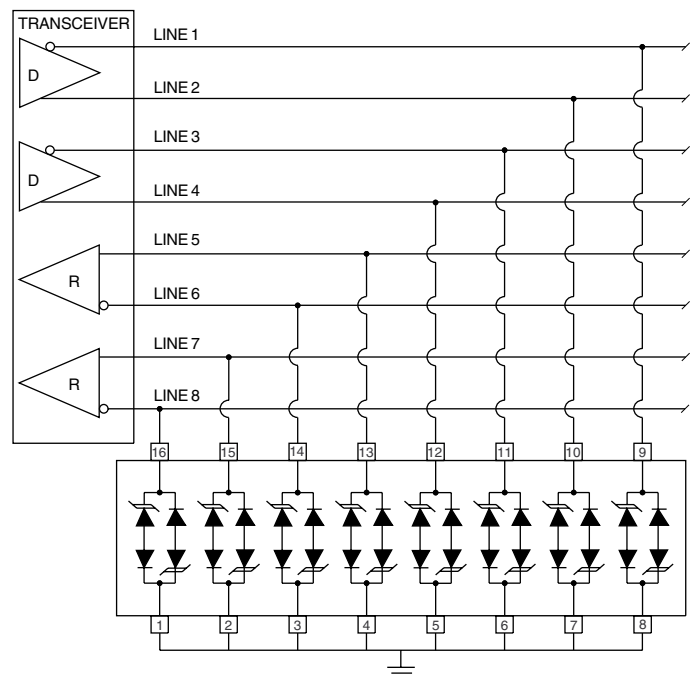 TRANSCEIVER
LINE 1
D
LINE 2
LINE 3
D
LINE 4
LINE 5
R
LINE 6
LINE 7
R
LINE 8
16 15 14 13 12 11 10 9
1 2 3 4 5 6 7 8